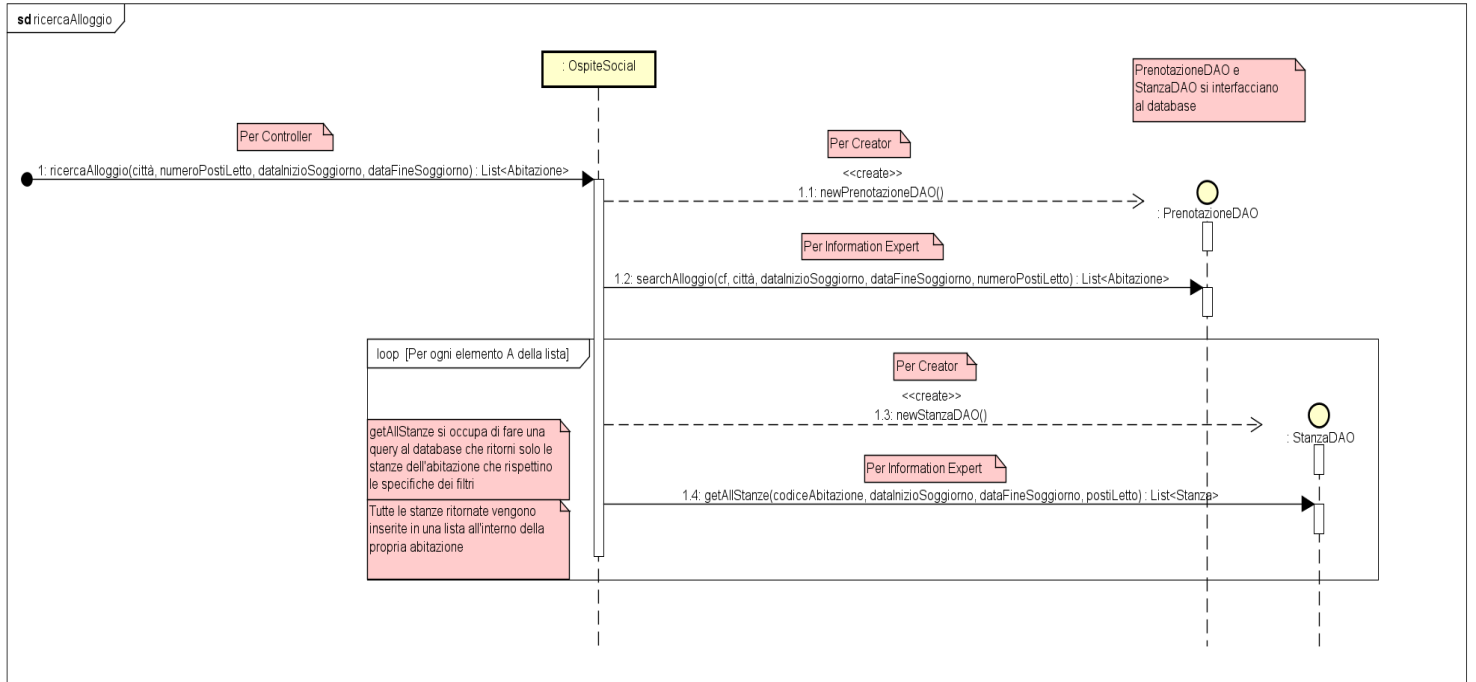 sd ricercaAlloggio
: OspiteSocial
PrenotazioneDAO e
StanzaDAO si interfacciano
al database
Per Controller
Per Creator
1: ricercaAlloggio(città, numeroPostiLetto, dataInizioSoggiorno, dataFineSoggiorno) : List<Abitazione>
<<create>>
1.1: newPrenotazioneDAO()
: PrenotazioneDAO
Per Information Expert
1.2: searchAlloggio(cf, città, dataInizioSoggiorno, dataFineSoggiorno, numeroPostiLetto) : List<Abitazione>
loop [Per ogni elemento A della lista]
Per Creator
<<create>>
1.3: newStanzaDAO()
: StanzaDAO
getAllStanze si occupa di fare una
query al database che ritorni solo le
stanze dell'abitazione che rispettino
le specifiche dei filtri
Per Information Expert
1.4: getAllStanze(codiceAbitazione, dataInizioSoggiorno, dataFineSoggiorno, postiLetto) : List<Stanza>
Tutte le stanze ritornate vengono
inserite in una lista all'interno della
propria abitazione